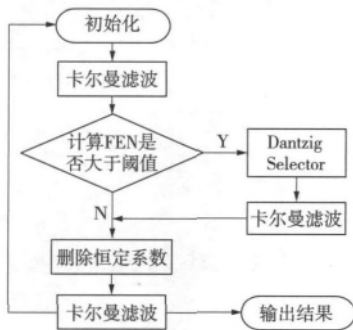 初始化
卡尔曼滤波
计算FEN是
否大于阈值
Y
Dantzig
Selector
卡尔曼滤波
N
删除恒定系数
卡尔曼滤波
输出结果